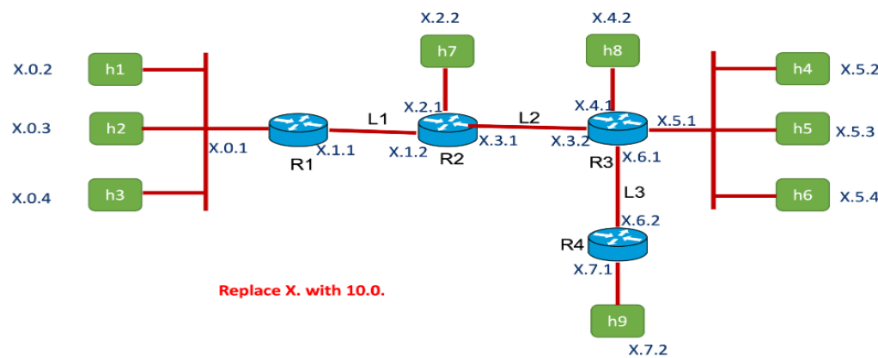 X.2.2
X.4.2
X.0.2
h1
h7
h8
h4
X.5.2
X.2.1
X.4.1
L1
L2
X.0.3
h2
X.5.1
h5
X.5.3
X.0.1
X.1.1
X.1.2
X.3.1
X.3.2
R1
R2
R3
X.6.1
X.0.4
h3
L3
h6
X.5.4
X.6.2
R4
X.7.1
Replace X. with 10.0.
h9
X.7.2